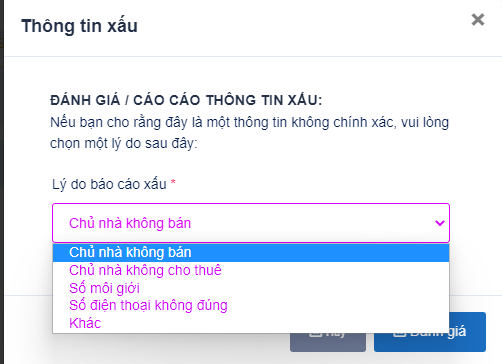 Thông tin xấu
×
ĐÁNH GIÁ / CÁO CÁO THÔNG TIN XẤU:
Nếu bạn cho rằng đây là một thông tin không chính xác, vui lòng
chọn một lý do sau đây:
Lý do báo cáo xấu *
Chủ nhà không bán
Chủ nhà không bán
Chủ nhà không cho thuê
Số môi giới
Số điện thoại không đúng
Khác
Đánh giá